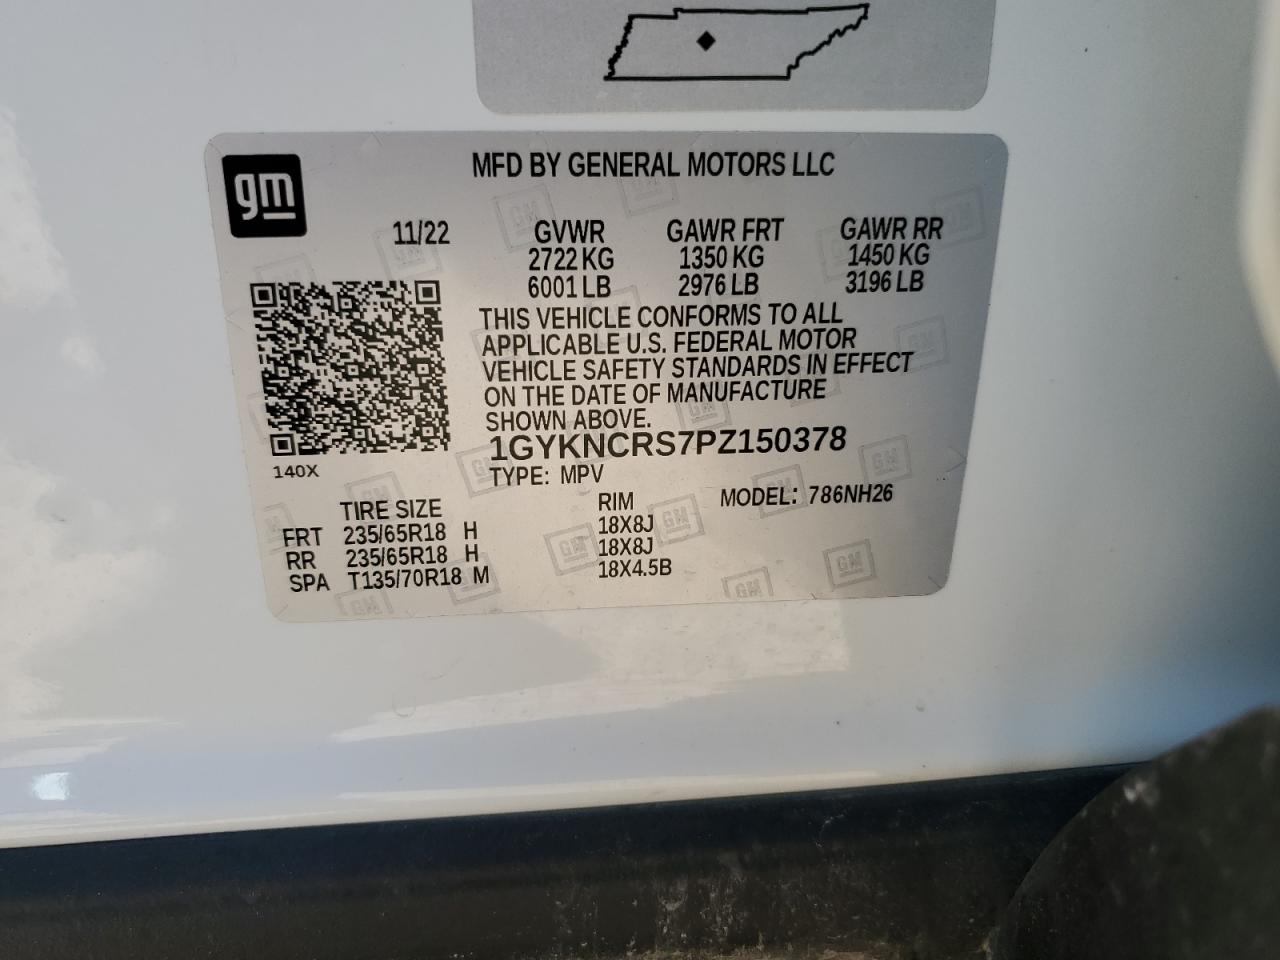 gm
MFD BY GENERAL MOTORS LLC
11/22 GVWR GAWR FRT GAWR RR
2722 KG 1350 KG 1450 KG
6001 LB 2976 LB 3196 LB
THIS VEHICLE CONFORMS TO ALL
APPLICABLE U.S. FEDERAL MOTOR
VEHICLE SAFETY STANDARDS IN EFFECT
ON THE DATE OF MANUFACTURE
SHOWN ABOVE.
1GYKNCRS7PZ150378
140X
TYPE: MPV
TIRE SIZE RIM MODEL: 786NH26
FRT 235/65R18 H 18X8J
RR 235/65R18 H 18X8J
SPA T135/70R18 M 18X4.5B